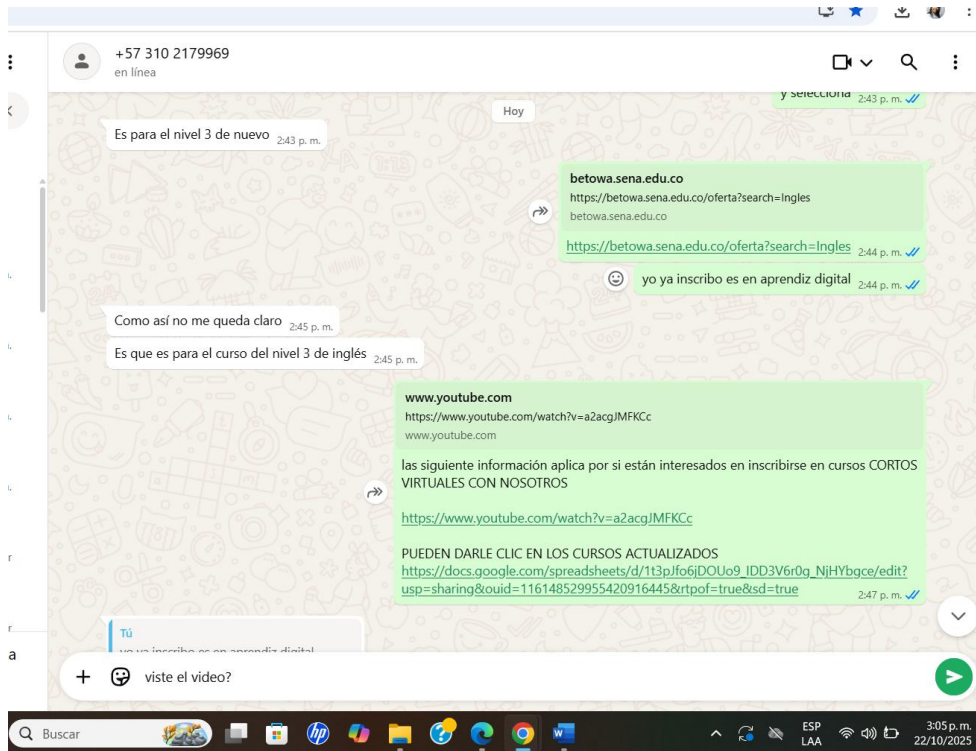 +57 310 2179969
en línea
y selecciona 2:43 p. m.
Hoy
Es para el nivel 3 de nuevo 2:43 p. m.
betowa.sena.edu.co
https://betowa.sena.edu.co/oferta?search=Ingles
betowa.sena.edu.co
https://betowa.sena.edu.co/oferta?search=Ingles 2:44 p. m.
yo ya inscribo es en aprendiz digital 2:44 p. m.
Como así no me queda claro 2:45 p. m.
Es que es para el curso del nivel 3 de inglés 2:45 p. m.
www.youtube.com
https://www.youtube.com/watch?v=a2acgJMFKCc
www.youtube.com
las siguiente información aplica por si están interesados en inscribirse en cursos CORTOS
VIRTUALES CON NOSOTROS
https://www.youtube.com/watch?v=a2acgJMFKCc
PUEDEN DARLE CLIC EN LOS CURSOS ACTUALIZADOS
https://docs.google.com/spreadsheets/d/1t3pJfo6jDOUo9_IDD3V6r0g_NjHYbgce/edit?
usp=sharing&ouid=116148529955420916445&rtpof=true&sd=true 2:47 p. m.
Tú
yo ya inscribo es en aprendiz digital
a
viste el video?
Buscar
ESP
LAA
3:05 p. m.
22/10/2025